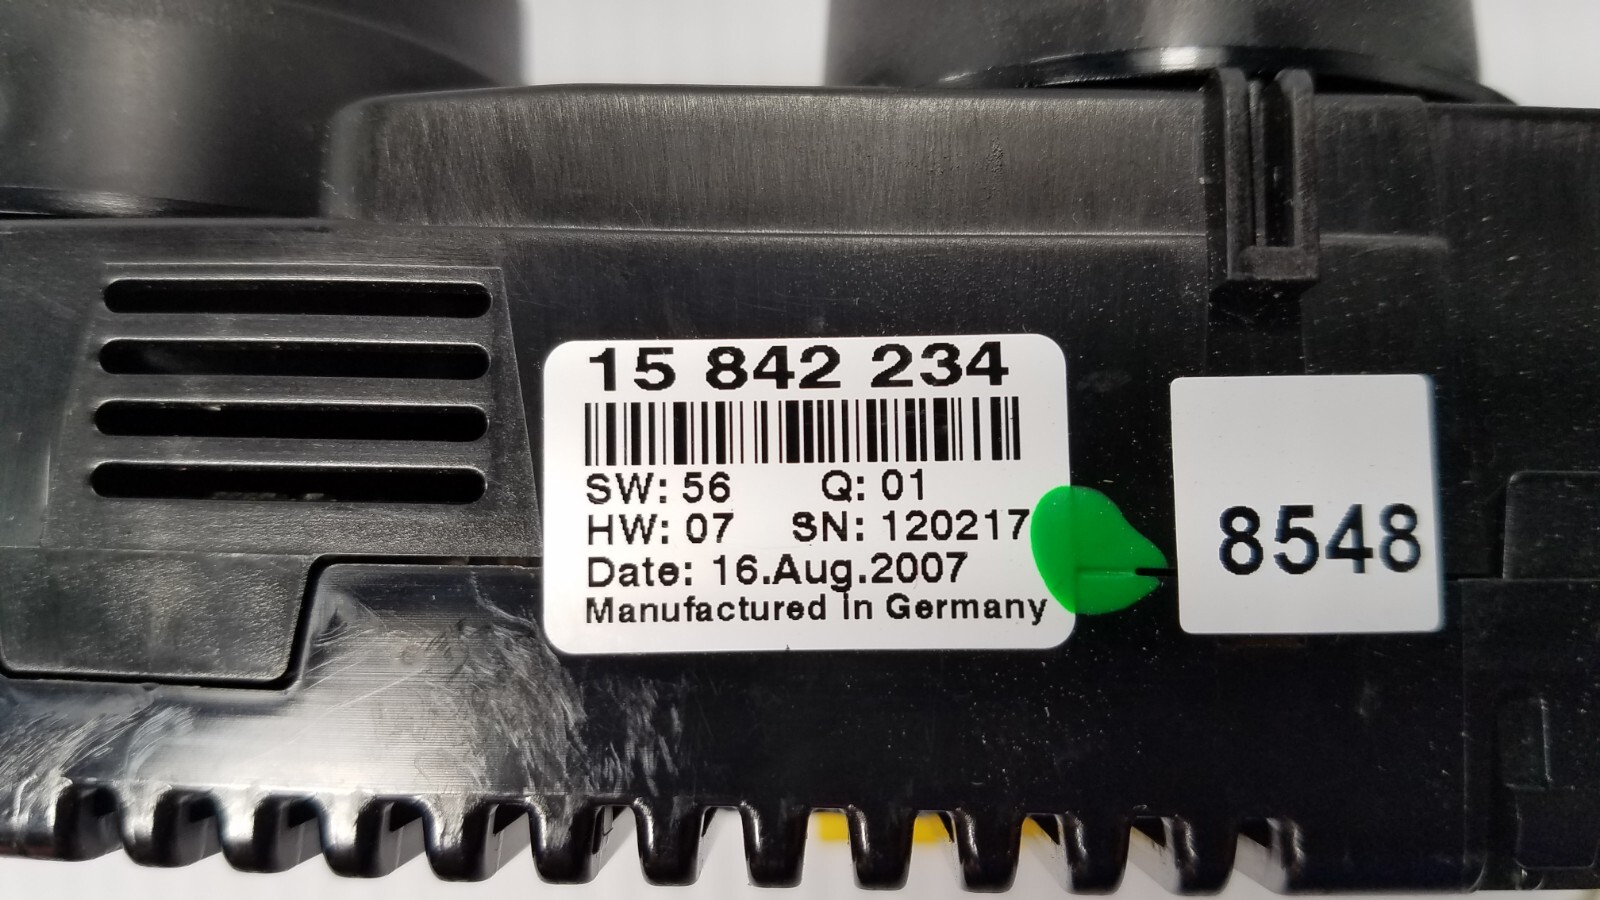 15 842 234
SW: 56 Q: 01
HW: 07 SN: 120217
Date: 16.Aug.2007
Manufactured in Germany
8548